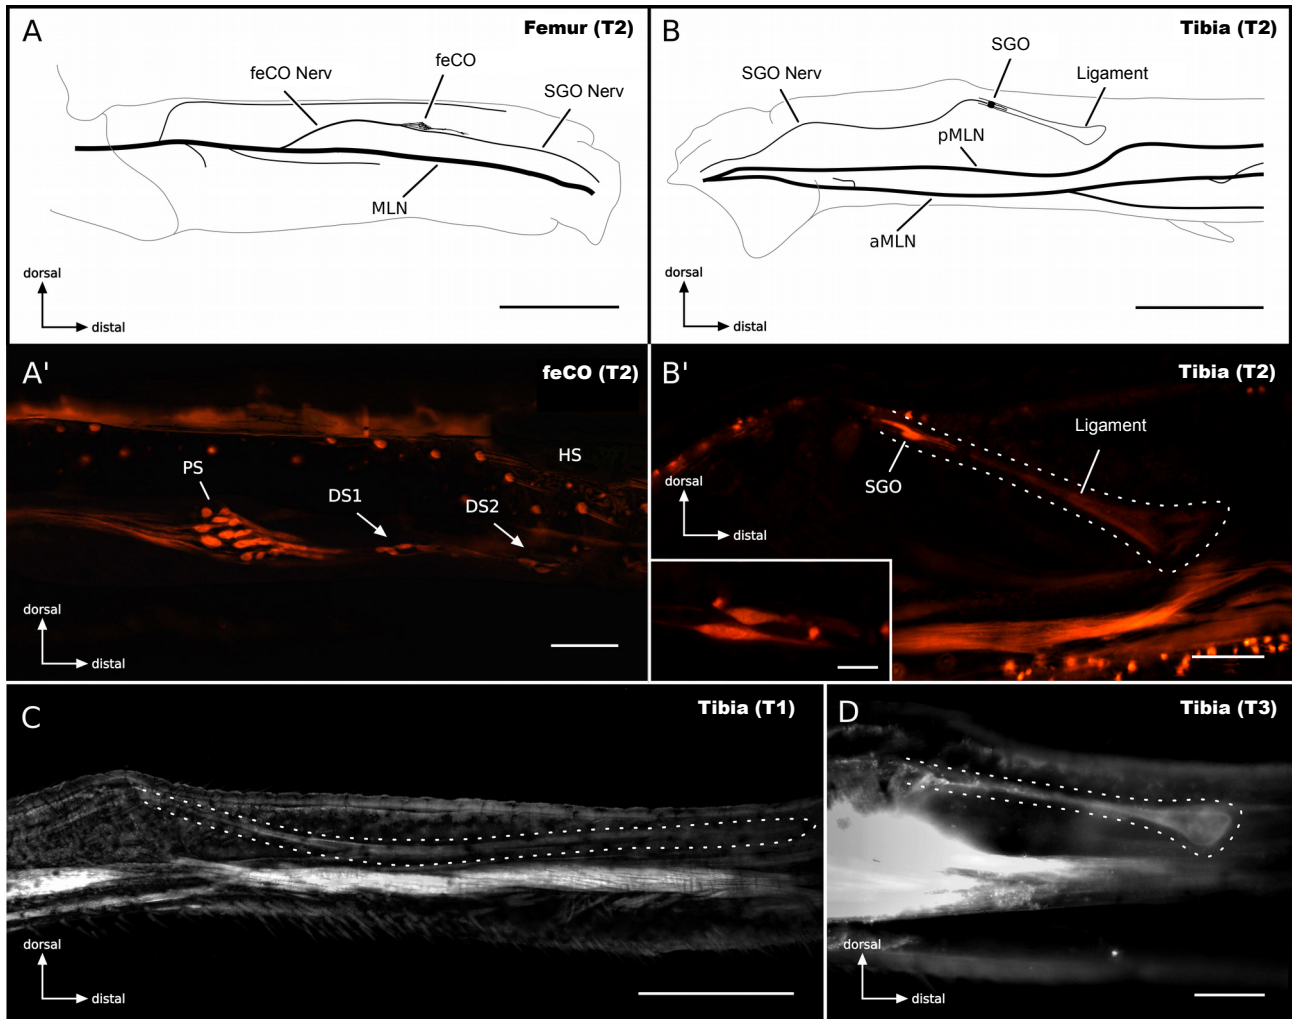 A
Femur (T2)
feCO
feCO Nerv
SGO Nerv
MLN
dorsal
distal
B
Tibia (T2)
SGO
SGO Nerv
Ligament
pMLN
aMLN
dorsal
distal
A'
feCO (T2)
PS
DS1
DS2
HS
dorsal
distal
B'
Tibia (T2)
Ligament
SGO
dorsal
distal
C
Tibia (T1)
dorsal
distal
D
Tibia (T3)
dorsal
distal